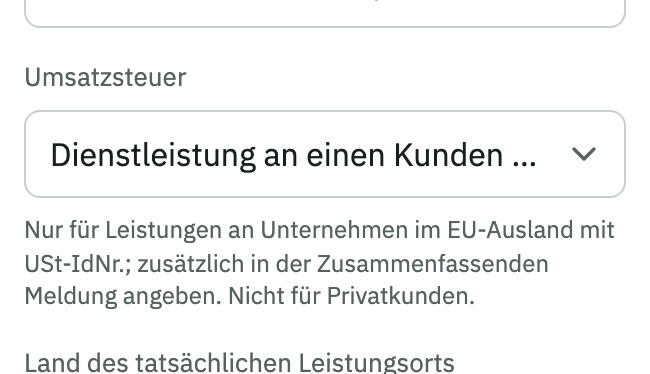 Umsatzsteuer
Dienstleistung an einen Kunden ...
Nur für Leistungen an Unternehmen im EU-Ausland mit
USt-IdNr.; zusätzlich in der Zusammenfassenden
Meldung angeben. Nicht für Privatkunden.
Land des tatsächlichen Leistungsorts